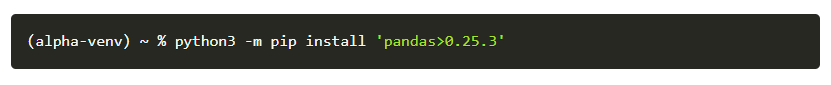 (alpha-venv) ~ % python3 -m pip install 'pandas>0.25.3'